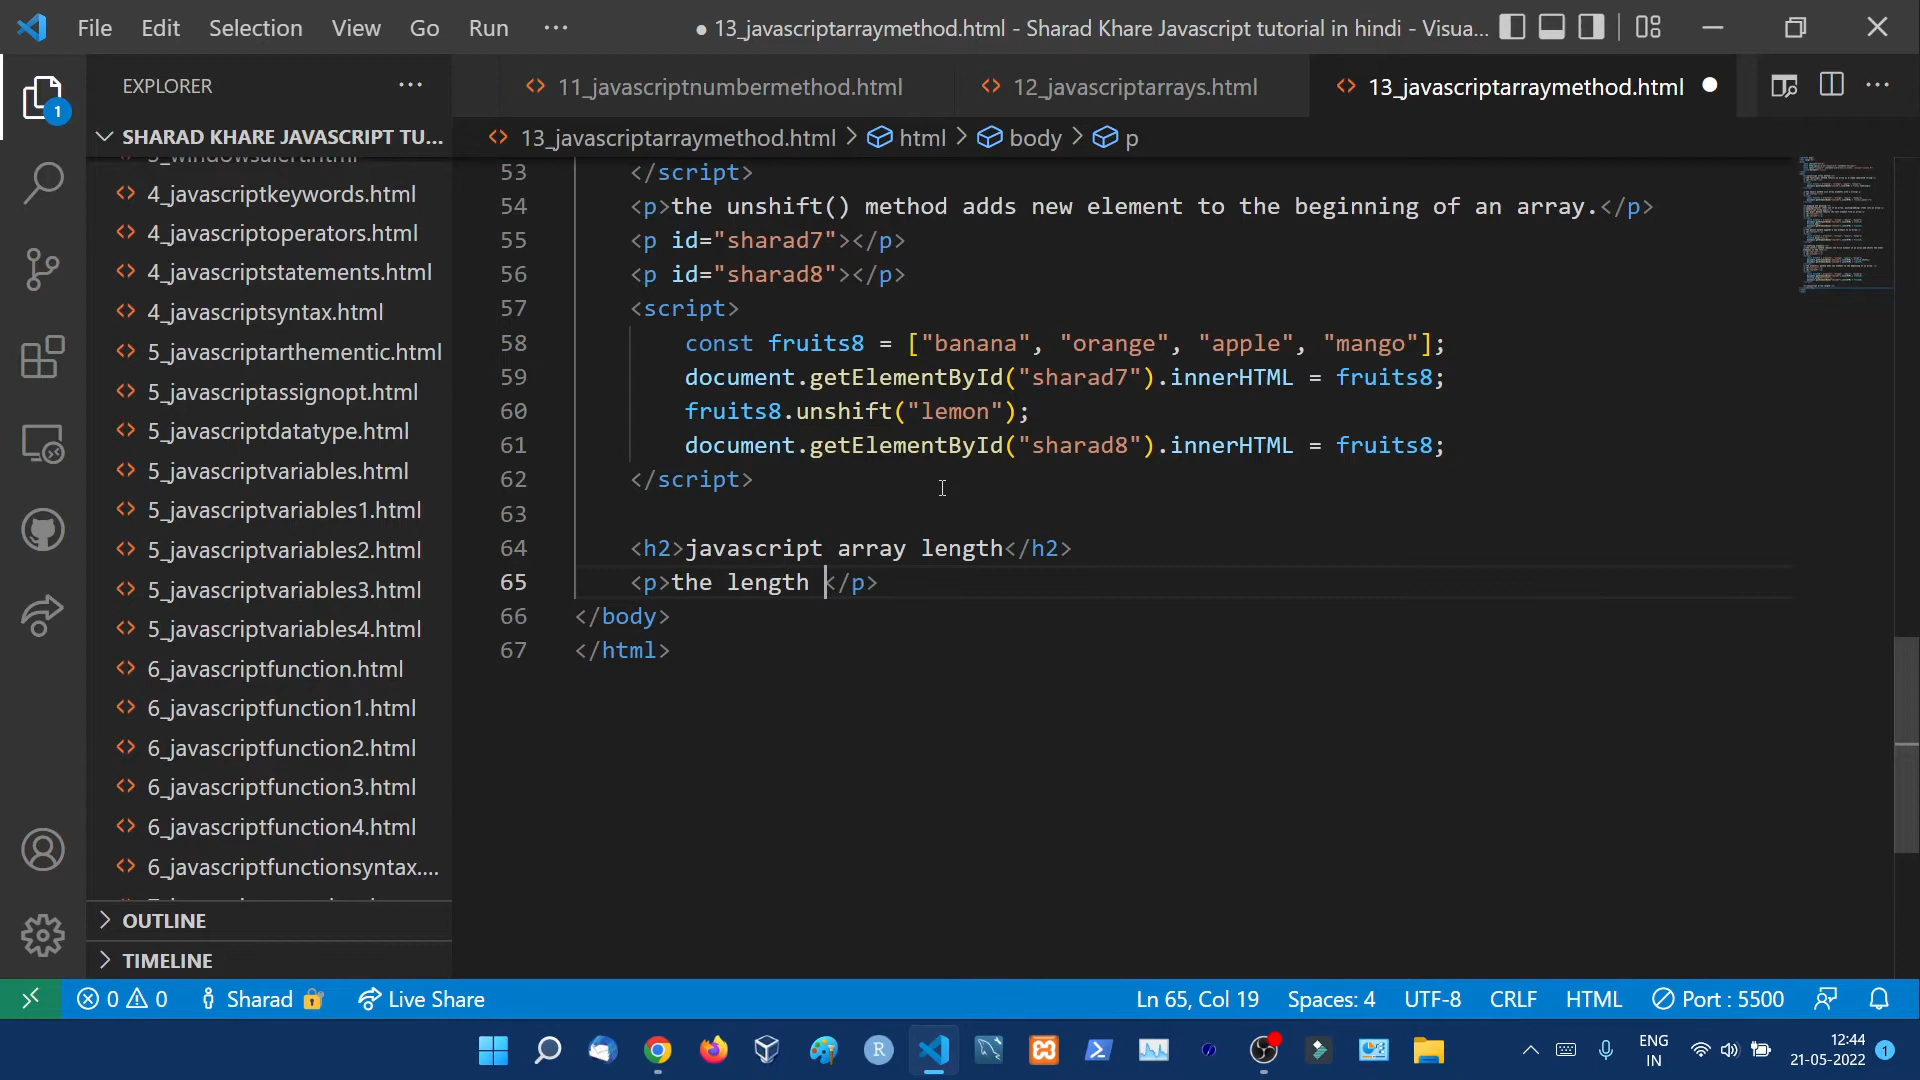 File Edit Selection View Go Run ··· ● 13_javascriptarraymethod.html - Sharad Khare Javascript tutorial in hindi - Visua...
EXPLORER ···
11_javascriptnumbermethod.html 12_javascriptarrays.html 13_javascriptarraymethod.html ● ···
SHARAD KHARE JAVASCRIPT TU...
13_javascriptarraymethod.html > html > body > p
4_javascriptkeywords.html
4_javascriptoperators.html
4_javascriptstatements.html
4_javascriptsyntax.html
5_javascriptarthementic.html
5_javascriptassignopt.html
5_javascriptdatatype.html
5_javascriptvariables.html
5_javascriptvariables1.html
5_javascriptvariables2.html
5_javascriptvariables3.html
5_javascriptvariables4.html
6_javascriptfunction.html
6_javascriptfunction1.html
6_javascriptfunction2.html
6_javascriptfunction3.html
6_javascriptfunction4.html
6_javascriptfunctionsyntax....
OUTLINE
TIMELINE
53 </script>
54 <p>the unshift() method adds new element to the beginning of an array.</p>
55 <p id="sharad7"></p>
56 <p id="sharad8"></p>
57 <script>
58 const fruits8 = ["banana", "orange", "apple", "mango"];
59 document.getElementById("sharad7").innerHTML = fruits8;
60 fruits8.unshift("lemon");
61 document.getElementById("sharad8").innerHTML = fruits8;
62 </script>
63
64 <h2>javascript array length</h2>
65 <p>the length </p>
66 </body>
67 </html>
1
0 0 Sharad Live Share Ln 65, Col 19 Spaces: 4 UTF-8 CRLF HTML Port : 5500
R ENG
IN
12:44
21-05-2022
1